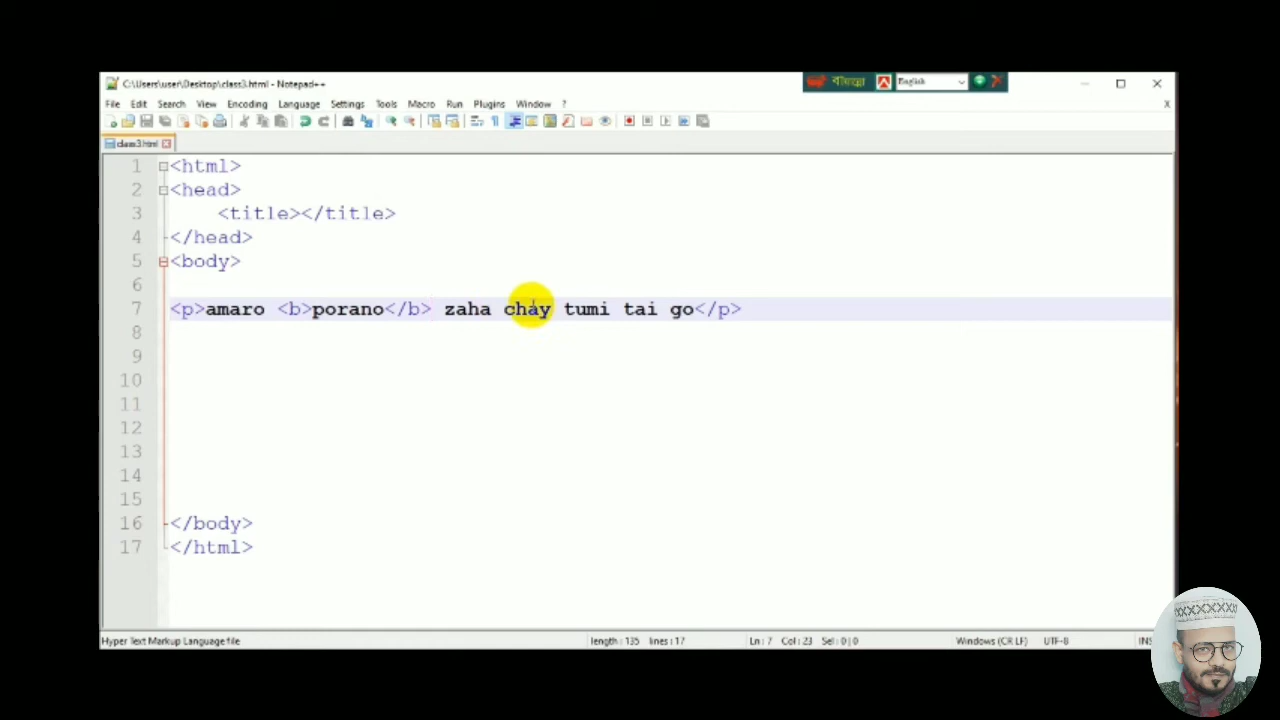 C:\Users\user\Desktop\class3.html - Notepad++
English
File Edit Search View Encoding Language Settings Tools Macro Run Plugins Window ? X
class3.html
1 <html>
2 <head>
3 <title></title>
4 </head>
5 <body>
6
7 <p>amaro <b>porano</b> zaha chay tumi tai go</p>
8
9
10
11
12
13
14
15
16 </body>
17 </html>
Hyper Text Markup Language file length : 135 lines : 17 Ln : 7 Col : 23 Sel : 0 | 0 Windows (CR LF) UTF-8 INS